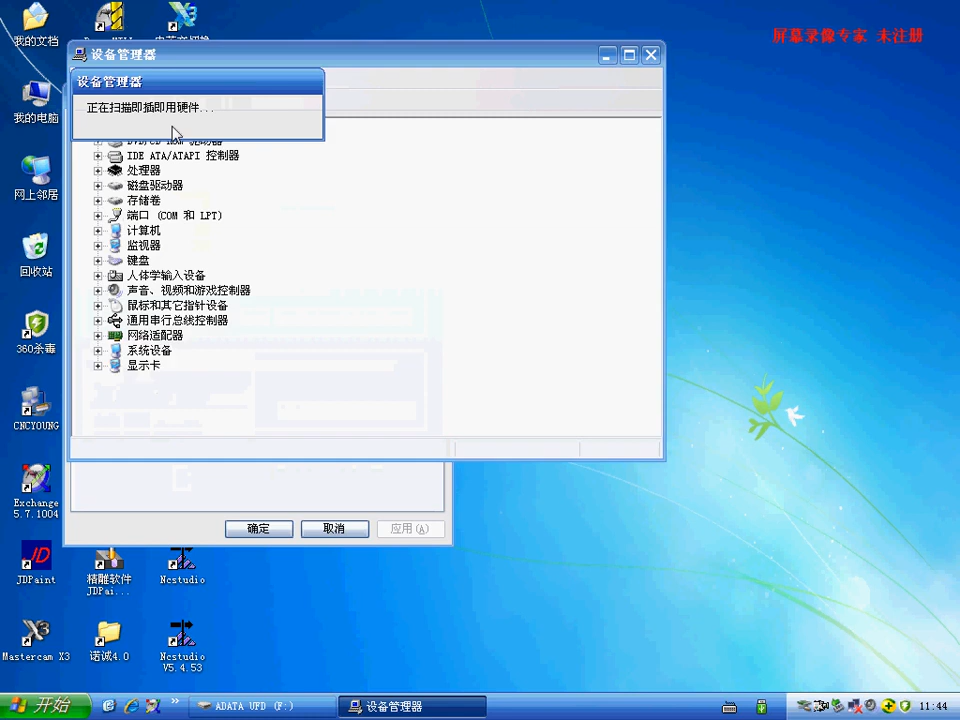 我的文档
屏幕录像专家 未注册
设备管理器
设备管理器
正在扫描即插即用硬件...
我的电脑
IDE ATA/ATAPI 控制器
处理器
磁盘驱动器
网上邻居
存储卷
端口 (COM 和 LPT)
计算机
监视器
键盘
回收站
人体学输入设备
声音、视频和游戏控制器
鼠标和其它指针设备
通用串行总线控制器
网络适配器
360杀毒
系统设备
显示卡
CNCYOUNG
Exchange
5.7.1004
确定
取消
应用(A)
JD
JDPaint
精雕软件
JDPai...
Ncstudio
Mastercam X3
诺诚4.0
Ncstudio
V5.4.53
开始
ADATA UFD (F:)
设备管理器
11:44